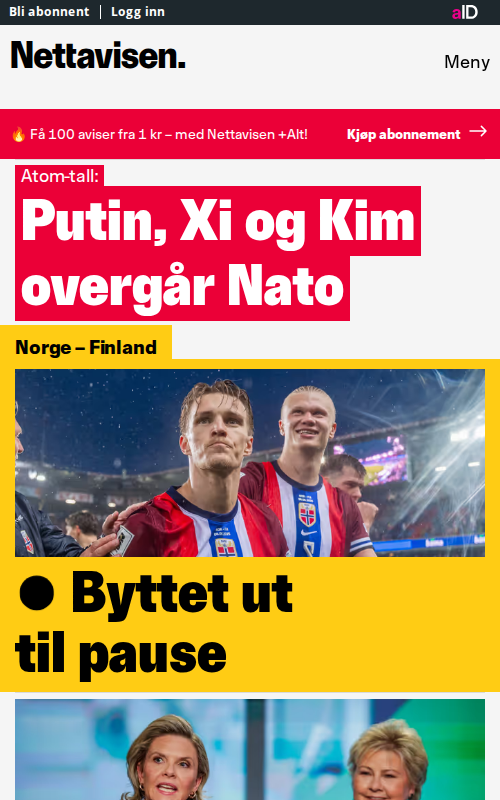 Bli abonnent | Logg inn
aID
Nettavisen.
Meny
🔥 Få 100 aviser fra 1 kr – med Nettavisen +Alt!
Kjøp abonnement →
Atom-tall:
Putin, Xi og Kim
overgår Nato
Norge – Finland
● Byttet ut
til pause